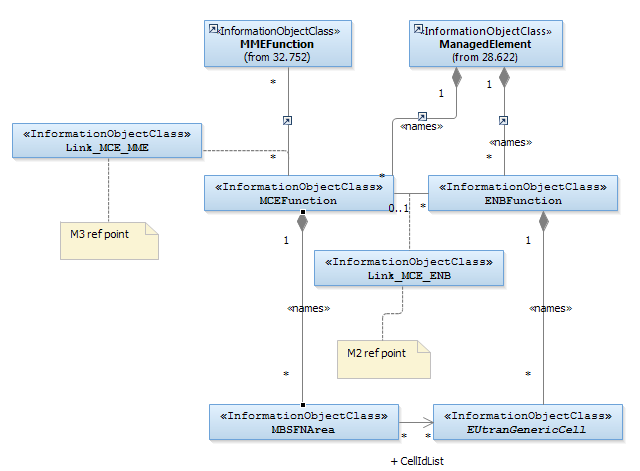 «InformationObjectClass»
MMEFunction
(from 32.752)
«InformationObjectClass»
ManagedElement
(from 28.622)
*
1
1
«names»
«names»
«InformationObjectClass»
Link_MCE_MME
*
*
*
«InformationObjectClass»
MCEFunction
0..1
*
«InformationObjectClass»
ENBFunction
M3 ref point
1
1
«InformationObjectClass»
Link_MCE_ENB
«names»
«names»
M2 ref point
*
*
«InformationObjectClass»
MBSFNArea
*
*
«InformationObjectClass»
EUtranGenericCell
+ CellIdList